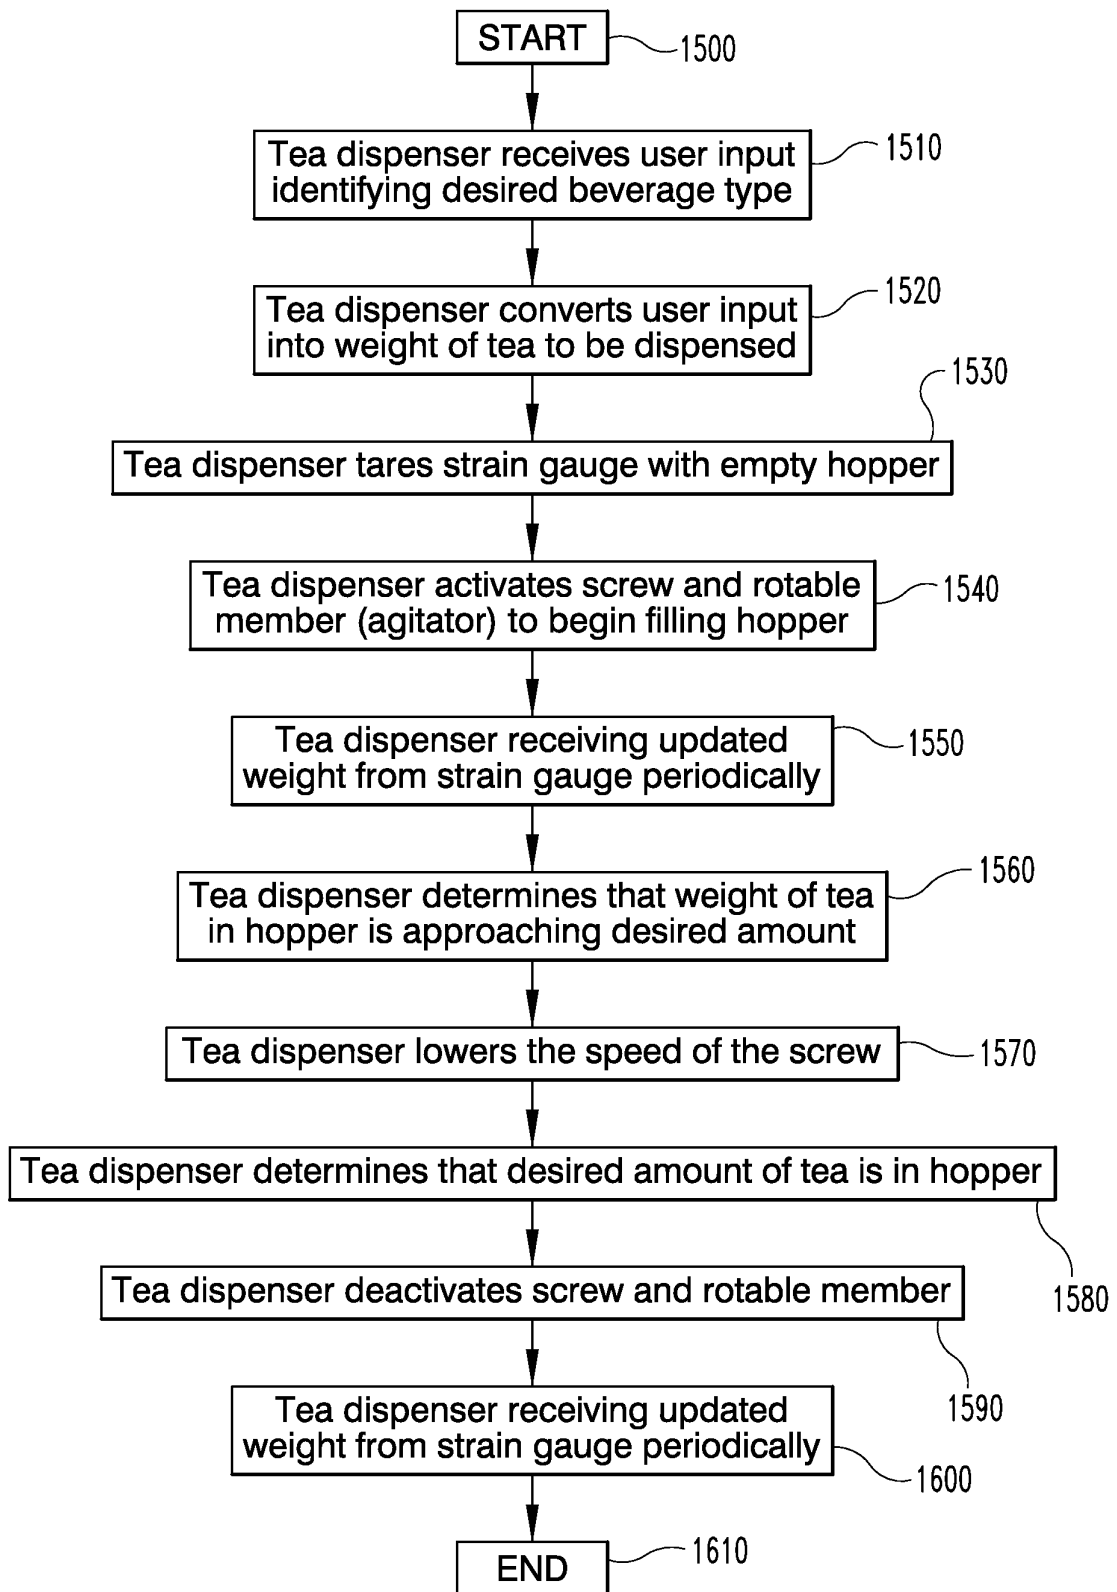 START
1500
Tea dispenser receives user input
identifying desired beverage type
1510
Tea dispenser converts user input
into weight of tea to be dispensed
1520
Tea dispenser tares strain gauge with empty hopper
1530
Tea dispenser activates screw and rotable
member (agitator) to begin filling hopper
1540
Tea dispenser receiving updated
weight from strain gauge periodically
1550
Tea dispenser determines that weight of tea
in hopper is approaching desired amount
1560
Tea dispenser lowers the speed of the screw
1570
Tea dispenser determines that desired amount of tea is in hopper
1580
Tea dispenser deactivates screw and rotable member
1590
Tea dispenser receiving updated
weight from strain gauge periodically
1600
END
1610